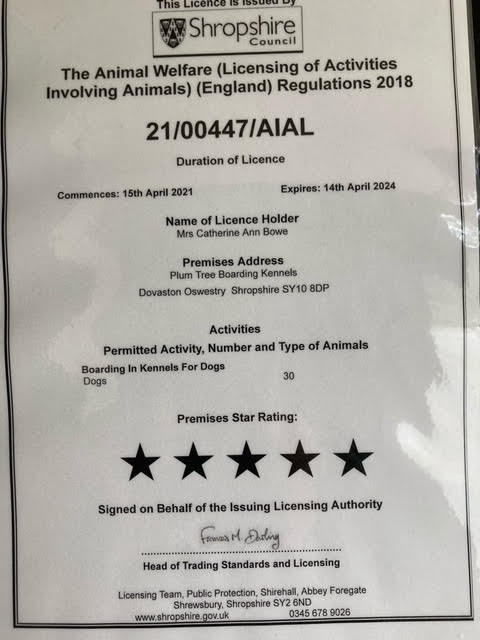 This Licence is Issued By
Shropshire
Council
The Animal Welfare (Licensing of Activities
Involving Animals) (England) Regulations 2018
21/00447/AIAL
Duration of Licence
Commences: 15th April 2021 Expires: 14th April 2024
Name of Licence Holder
Mrs Catherine Ann Bowe
Premises Address
Plum Tree Boarding Kennels
Dovaston Oswestry Shropshire SY10 8DP
Activities
Permitted Activity, Number and Type of Animals
Boarding In Kennels For Dogs
Dogs 30
Premises Star Rating:
Signed on Behalf of the Issuing Licensing Authority
Frances M. Darling
Head of Trading Standards and Licensing
Licensing Team, Public Protection, Shirehall, Abbey Foregate
Shrewsbury, Shropshire SY2 6ND
www.shropshire.gov.uk 0345 678 9026